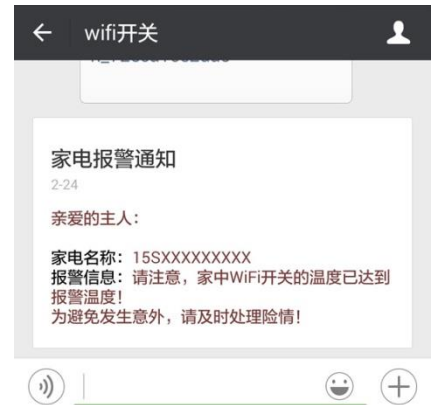 wifi开关
家电报警通知
2-24
亲爱的主人：
家电名称：15SXXXXXXXXX
报警信息：请注意，家中WiFi开关的温度已达到
报警温度！
为避免发生意外，请及时处理险情！